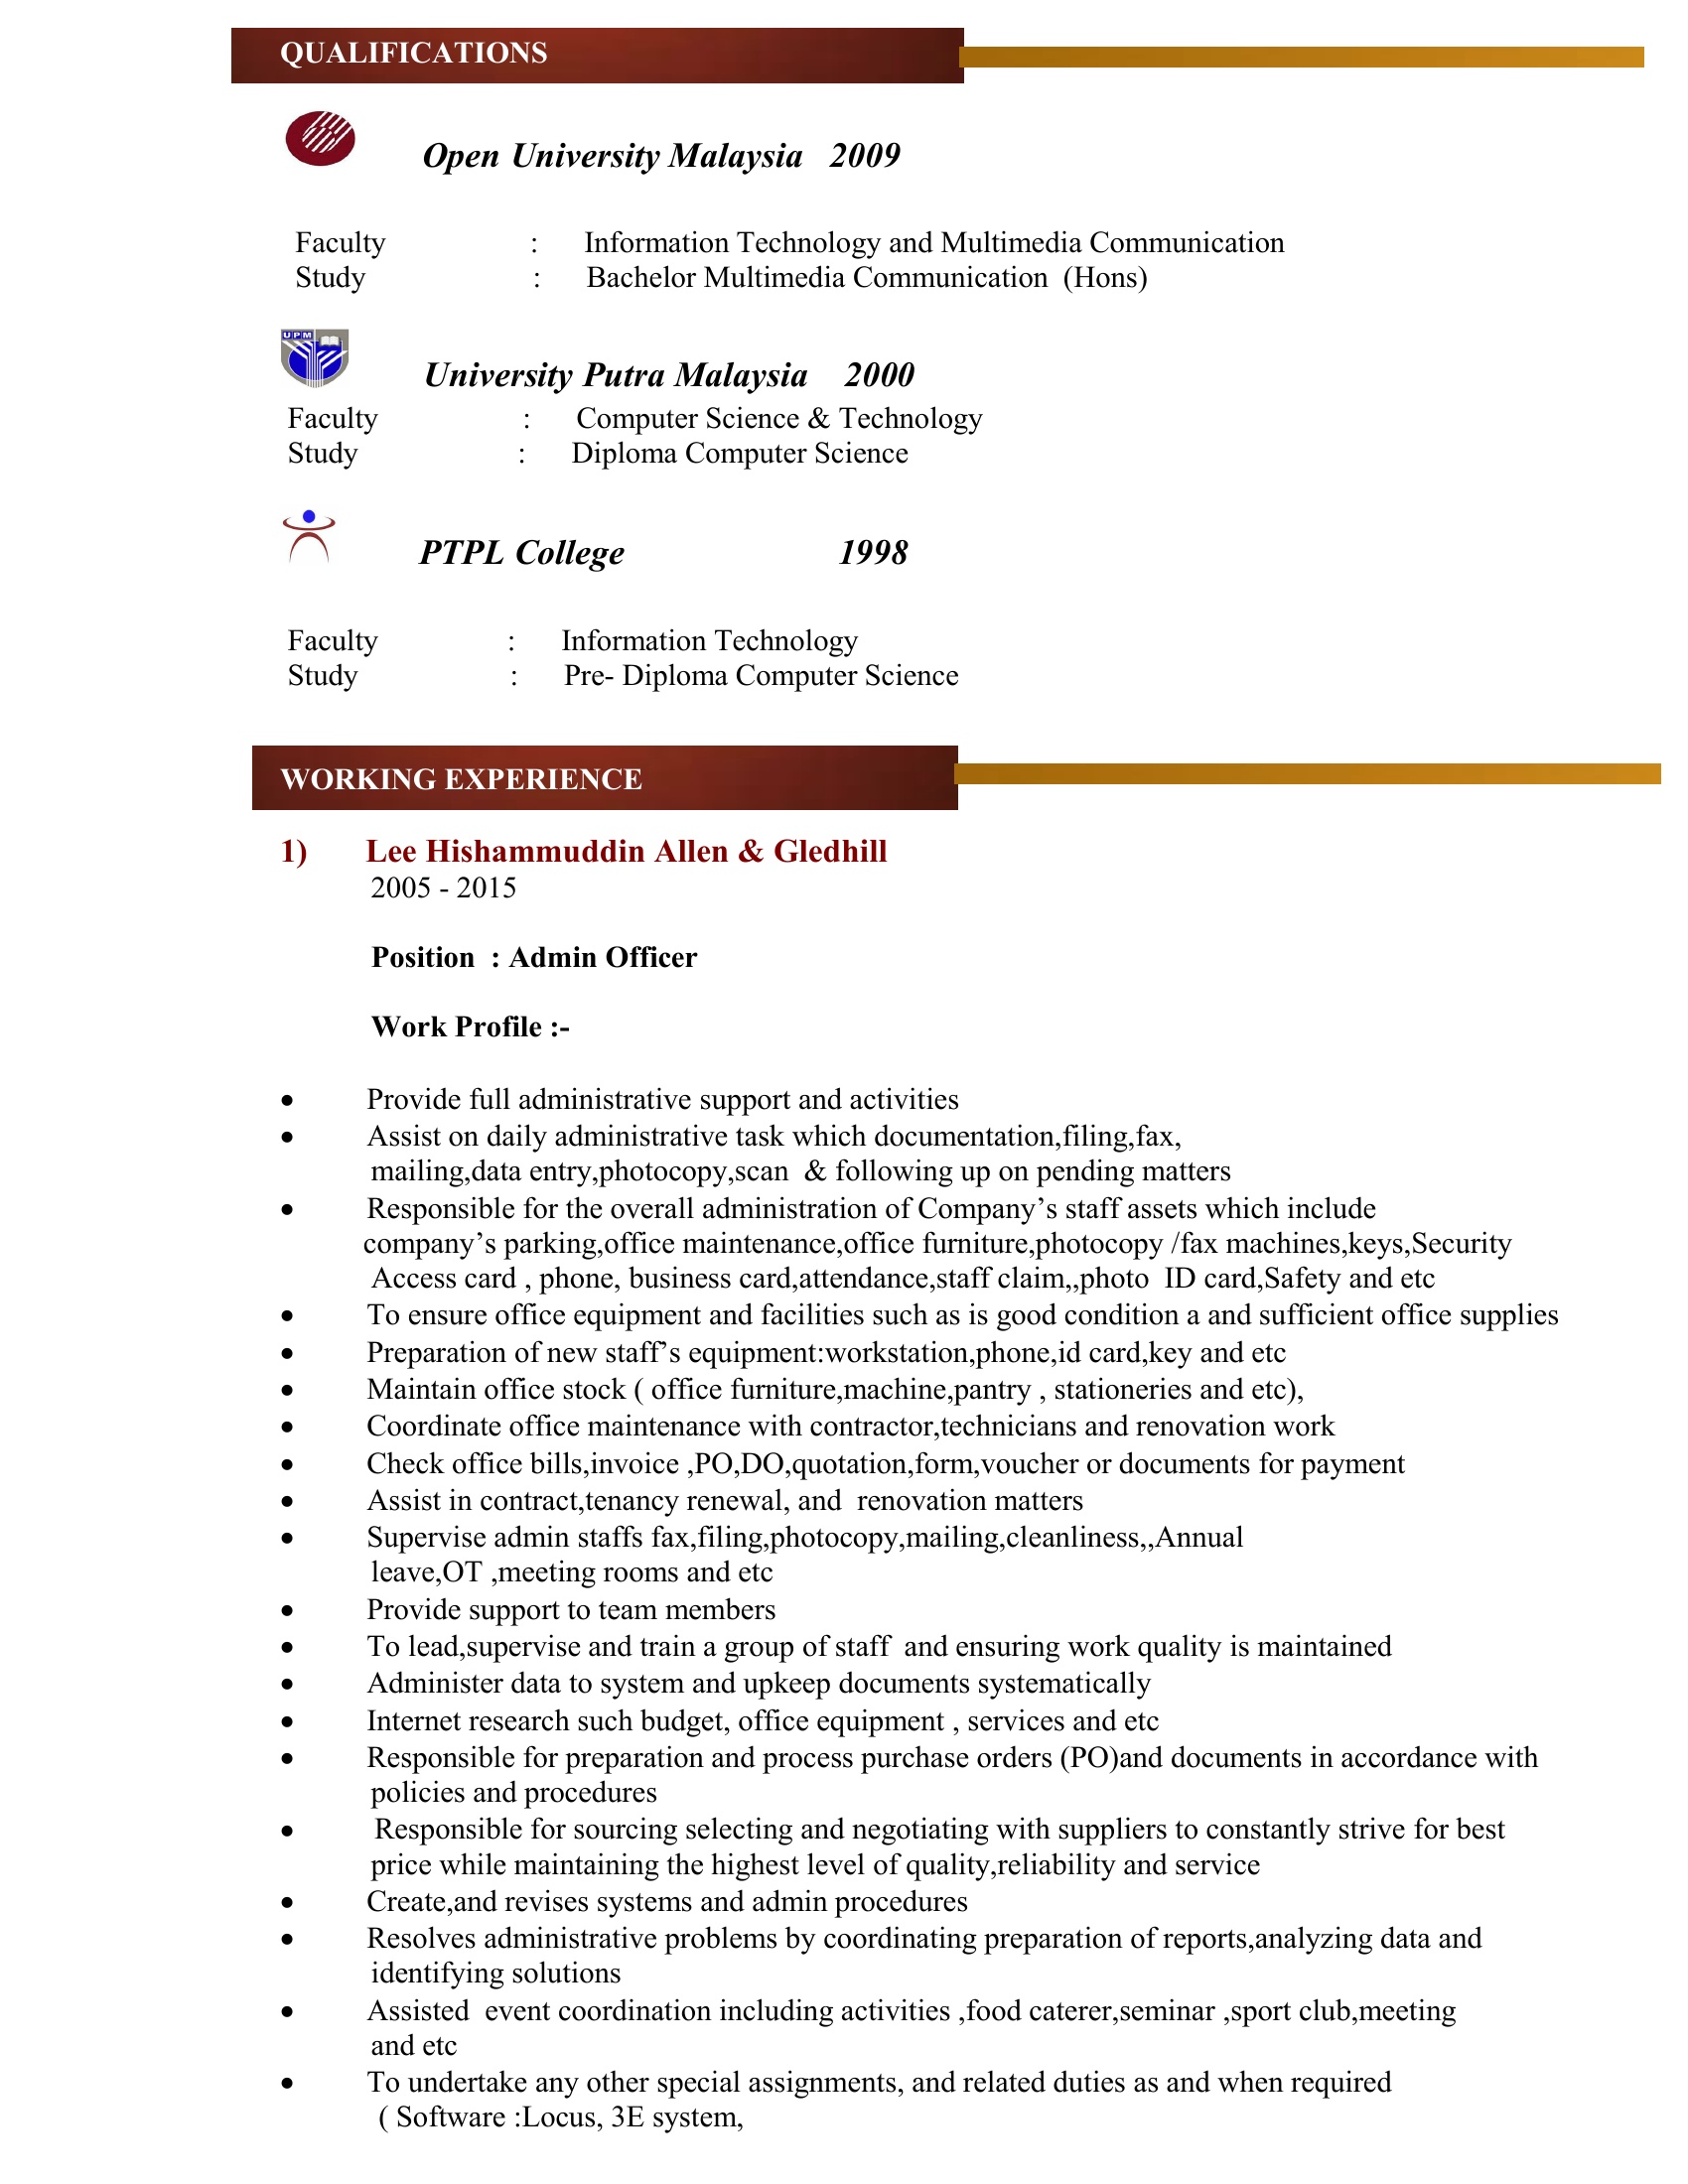 QUALIFICATIONS
Open University Malaysia 2009
Faculty : Information Technology and Multimedia Communication
Study : Bachelor Multimedia Communication (Hons)
UPM
University Putra Malaysia 2000
Faculty : Computer Science & Technology
Study : Diploma Computer Science
PTPL College 1998
Faculty : Information Technology
Study : Pre- Diploma Computer Science
WORKING EXPERIENCE
1) Lee Hishammuddin Allen & Gledhill
2005 - 2015
Position : Admin Officer
Work Profile :-
• Provide full administrative support and activities
• Assist on daily administrative task which documentation,filing,fax,
mailing,data entry,photocopy,scan & following up on pending matters
• Responsible for the overall administration of Company’s staff assets which include
company’s parking,office maintenance,office furniture,photocopy /fax machines,keys,Security
Access card , phone, business card,attendance,staff claim,,photo ID card,Safety and etc
• To ensure office equipment and facilities such as is good condition a and sufficient office supplies
• Preparation of new staff’s equipment:workstation,phone,id card,key and etc
• Maintain office stock ( office furniture,machine,pantry , stationeries and etc),
• Coordinate office maintenance with contractor,technicians and renovation work
• Check office bills,invoice ,PO,DO,quotation,form,voucher or documents for payment
• Assist in contract,tenancy renewal, and renovation matters
• Supervise admin staffs fax,filing,photocopy,mailing,cleanliness,,Annual
leave,OT ,meeting rooms and etc
• Provide support to team members
• To lead,supervise and train a group of staff and ensuring work quality is maintained
• Administer data to system and upkeep documents systematically
• Internet research such budget, office equipment , services and etc
• Responsible for preparation and process purchase orders (PO)and documents in accordance with
policies and procedures
• Responsible for sourcing selecting and negotiating with suppliers to constantly strive for best
price while maintaining the highest level of quality,reliability and service
• Create,and revises systems and admin procedures
• Resolves administrative problems by coordinating preparation of reports,analyzing data and
identifying solutions
• Assisted event coordination including activities ,food caterer,seminar ,sport club,meeting
and etc
• To undertake any other special assignments, and related duties as and when required
( Software :Locus, 3E system,